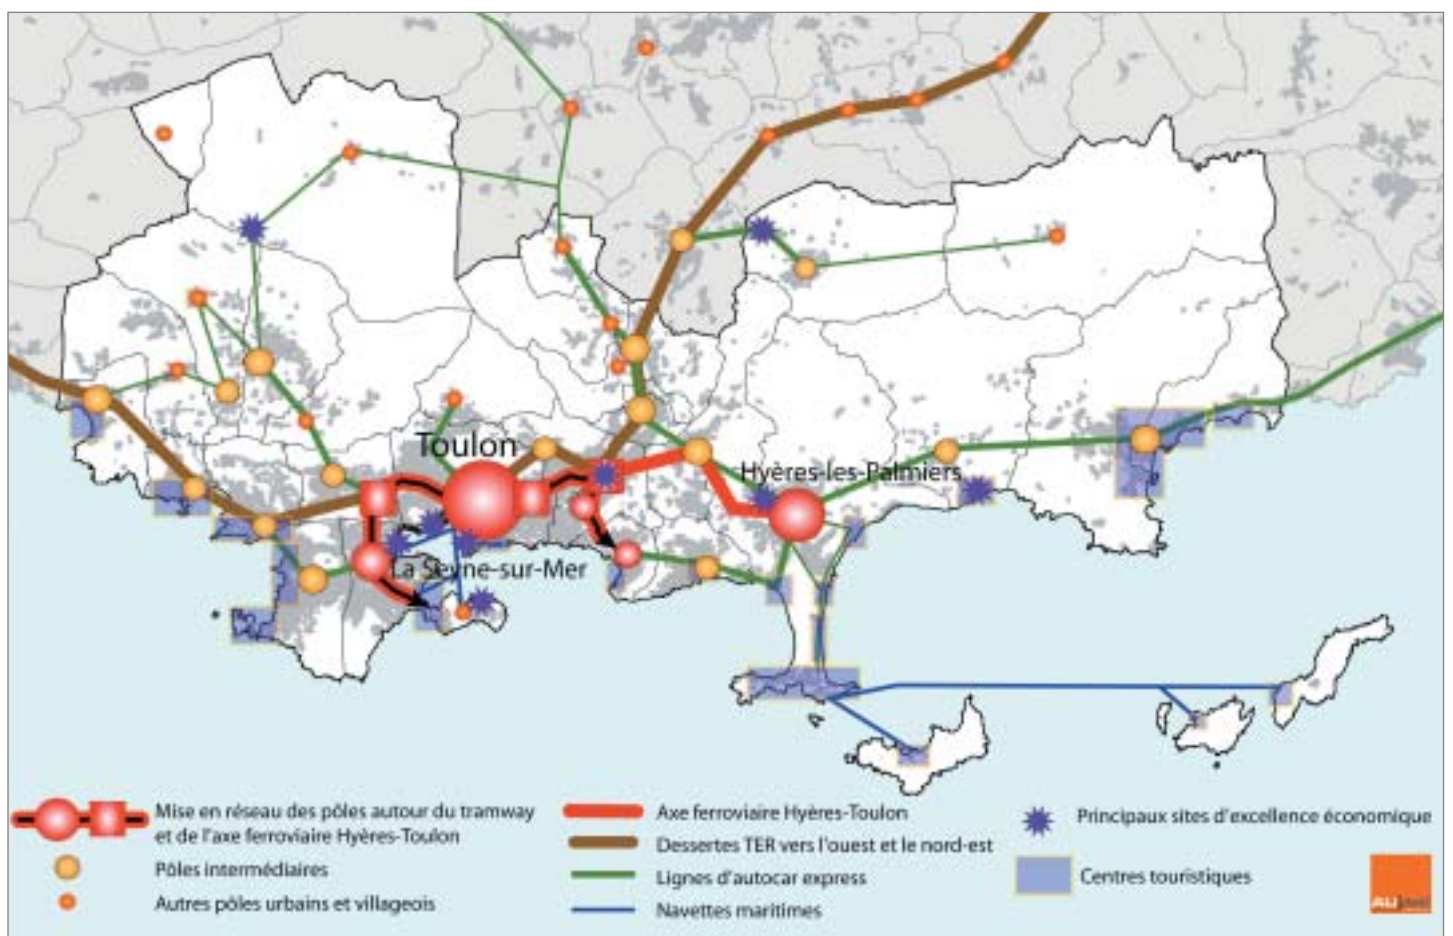 Toulon
Hyères-les-Palmiers
La Seyne-sur-Mer
Mise en réseau des pôles autour du tramway
et de l'axe ferroviaire Hyères-Toulon
Pôles intermédiaires
Autres pôles urbains et villageois
Axe ferroviaire Hyères-Toulon
Dessertes TER vers l'ouest et le nord-est
Lignes d'autocar express
Navettes maritimes
Principaux sites d'excellence économique
Centres touristiques